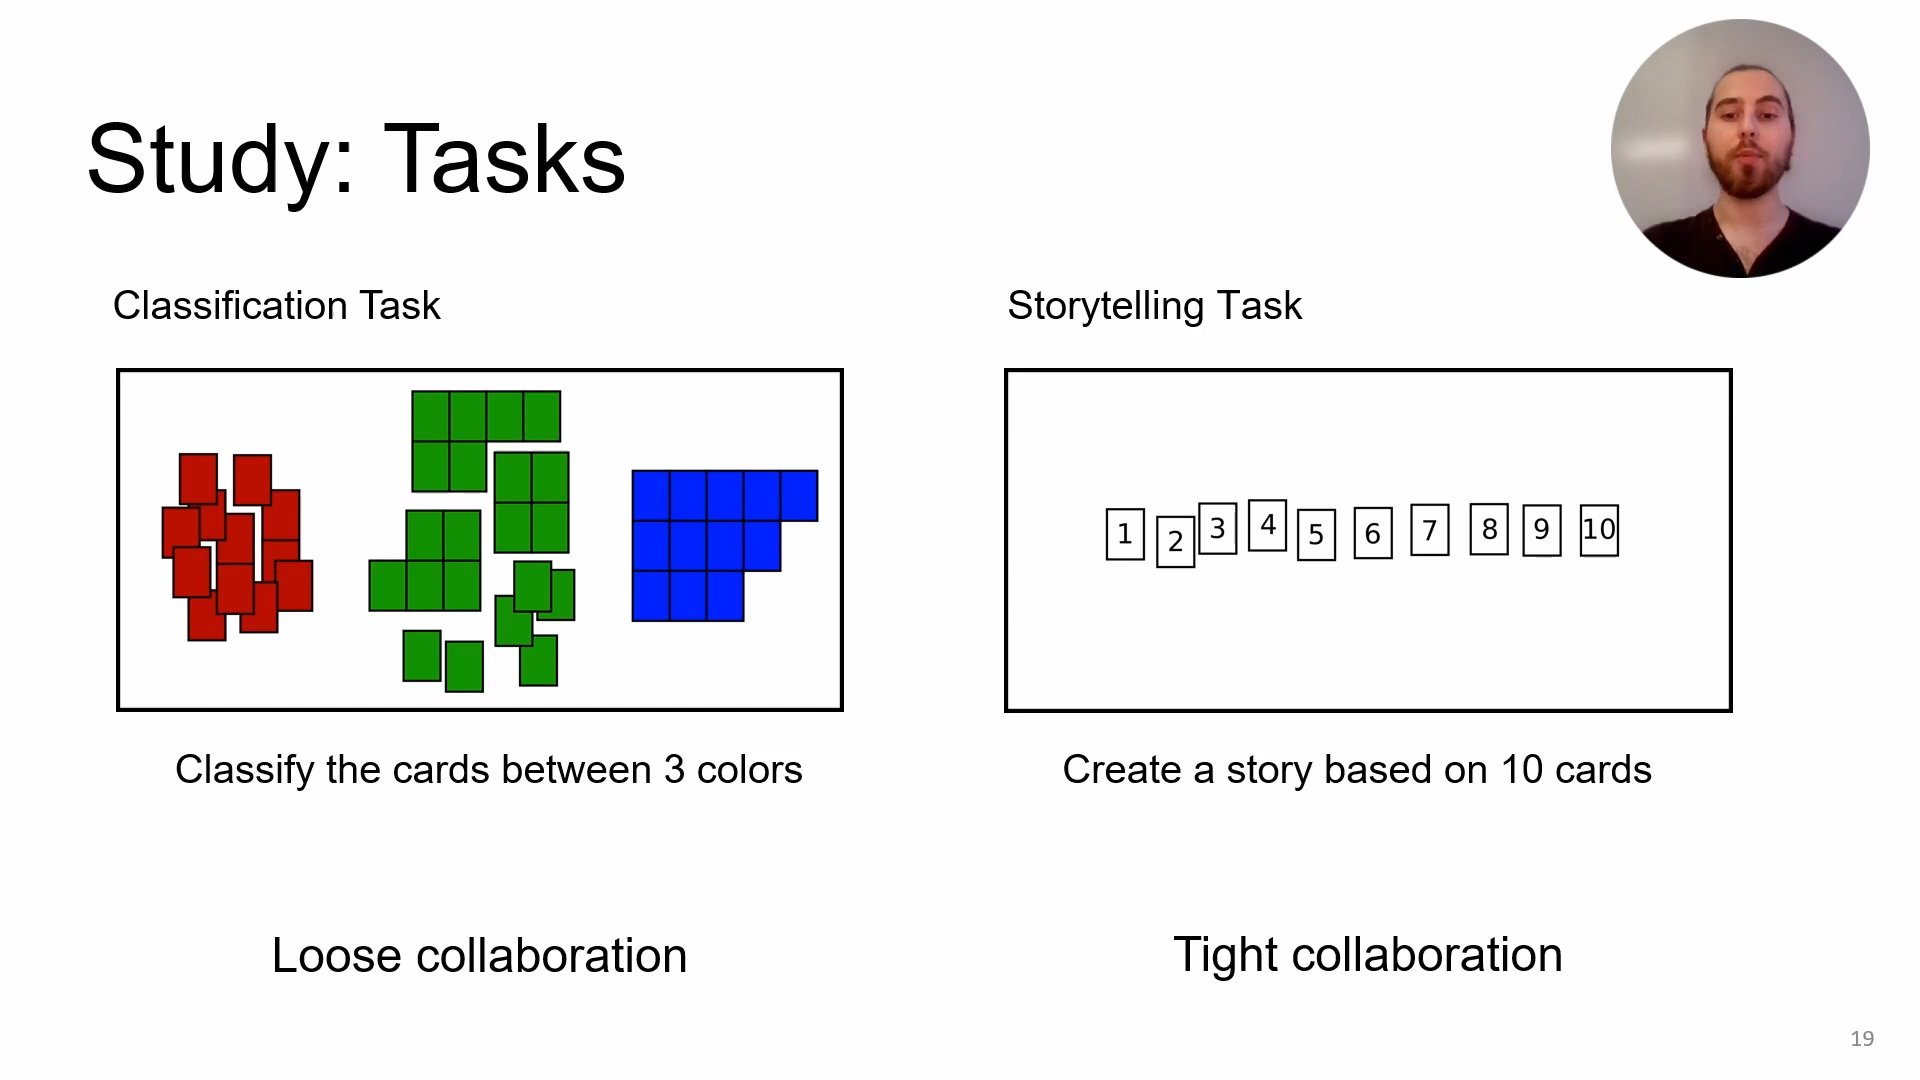 Study: Tasks
Classification Task
Storytelling Task
1 2 3 4 5 6 7 8 9 10
Classify the cards between 3 colors
Create a story based on 10 cards
Loose collaboration
Tight collaboration
19